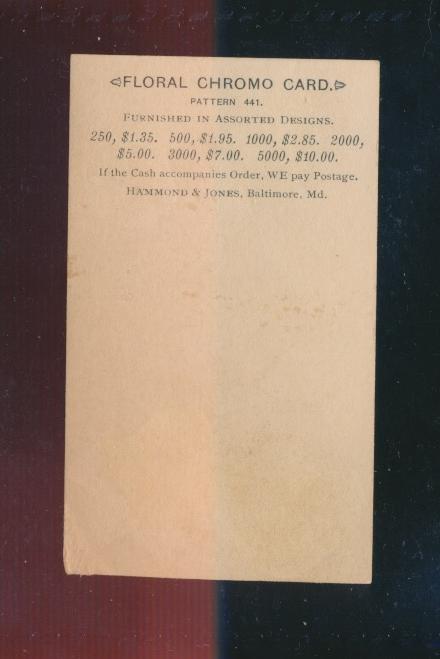 FLORAL CHROMO CARD.
PATTERN 441.
FURNISHED IN ASSORTED DESIGNS.
250, $1.35. 500, $1.95. 1000, $2.85. 2000,
$5.00. 3000, $7.00. 5000, $10.00.
If the Cash accompanies Order, WE pay Postage.
HAMMOND & JONES, Baltimore, Md.